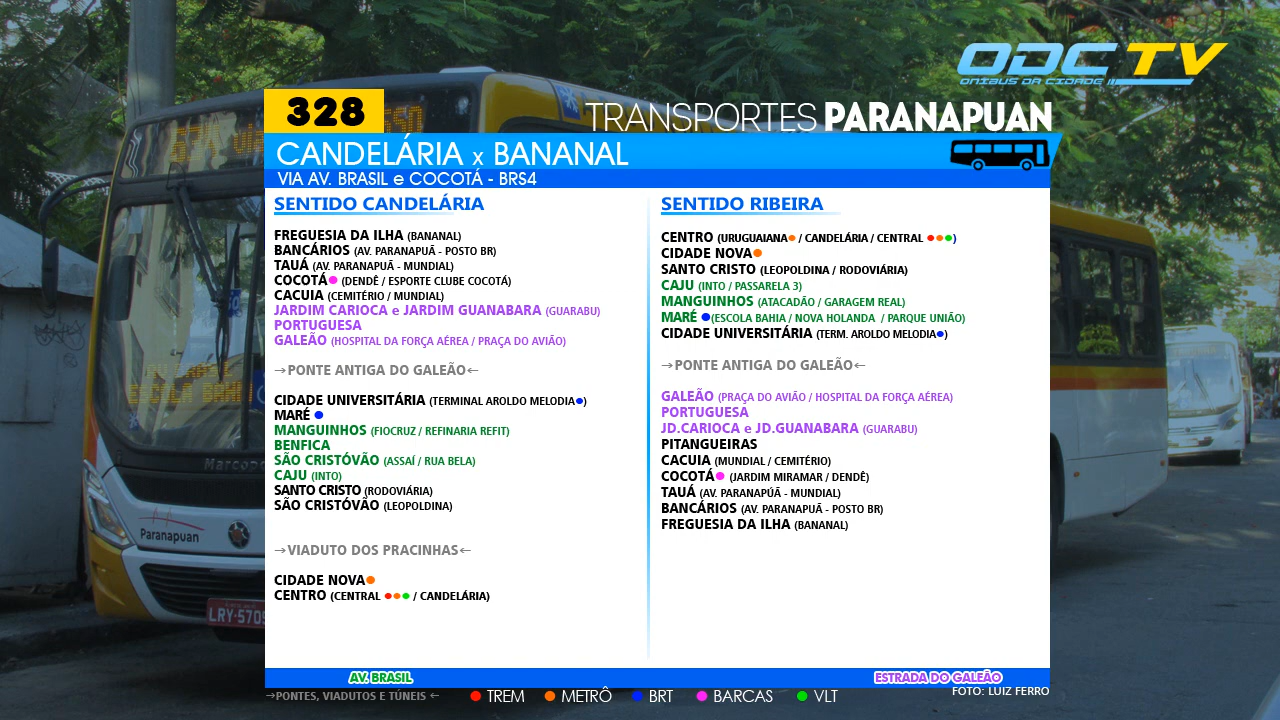 ODC TV
ONIBUS DA CIDADE
328
TRANSPORTES PARANAPUAN
CANDELÁRIA x BANANAL
VIA AV. BRASIL e COCOTÁ - BRS4
SENTIDO CANDELÁRIA
FREGUESIA DA ILHA (BANANAL)
BANCÁRIOS (AV. PARANAPUÃ - POSTO BR)
TAUÁ (AV. PARANAPUÃ - MUNDIAL)
COCOTÁ (DENDÊ / ESPORTE CLUBE COCOTÁ)
CACUIA (CEMITÉRIO / MUNDIAL)
JARDIM CARIOCA e JARDIM GUANABARA (GUARABU)
PORTUGUESA
GALEÃO (HOSPITAL DA FORÇA AÉREA / PRAÇA DO AVIÃO)
→PONTE ANTIGA DO GALEÃO←
CIDADE UNIVERSITÁRIA (TERMINAL AROLDO MELODIA●)
MARÉ ●
MANGUINHOS (FIOCRUZ / REFINARIA REFIT)
BENFICA
SÃO CRISTÓVÃO (ASSAÍ / RUA BELA)
CAJU (INTO)
SANTO CRISTO (RODOVIÁRIA)
SÃO CRISTÓVÃO (LEOPOLDINA)
→VIADUTO DOS PRACINHAS←
CIDADE NOVA●
CENTRO (CENTRAL ●●● / CANDELÁRIA)
SENTIDO RIBEIRA
CENTRO (URUGUAIANA● / CANDELÁRIA / CENTRAL ●●●)
CIDADE NOVA●
SANTO CRISTO (LEOPOLDINA / RODOVIÁRIA)
CAJU (INTO / PASSARELA 3)
MANGUINHOS (ATACADÃO / GARAGEM REAL)
MARÉ ●(ESCOLA BAHIA / NOVA HOLANDA / PARQUE UNIÃO)
CIDADE UNIVERSITÁRIA (TERM. AROLDO MELODIA●)
→PONTE ANTIGA DO GALEÃO←
GALEÃO (PRAÇA DO AVIÃO / HOSPITAL DA FORÇA AÉREA)
PORTUGUESA
JD.CARIOCA e JD.GUANABARA (GUARABU)
PITANGUEIRAS
CACUIA (MUNDIAL / CEMITÉRIO)
COCOTÁ● (JARDIM MIRAMAR / DENDÊ)
TAUÁ (AV. PARANAPÚÃ - MUNDIAL)
BANCÁRIOS (AV. PARANAPUÃ - POSTO BR)
FREGUESIA DA ILHA (BANANAL)
Paranapuan
AV. BRASIL
ESTRADA DO GALEÃO
→PONTES, VIADUTOS E TÚNEIS ←
● TREM ● METRÔ ● BRT ● BARCAS ● VLT
FOTO: LUIZ FERRO